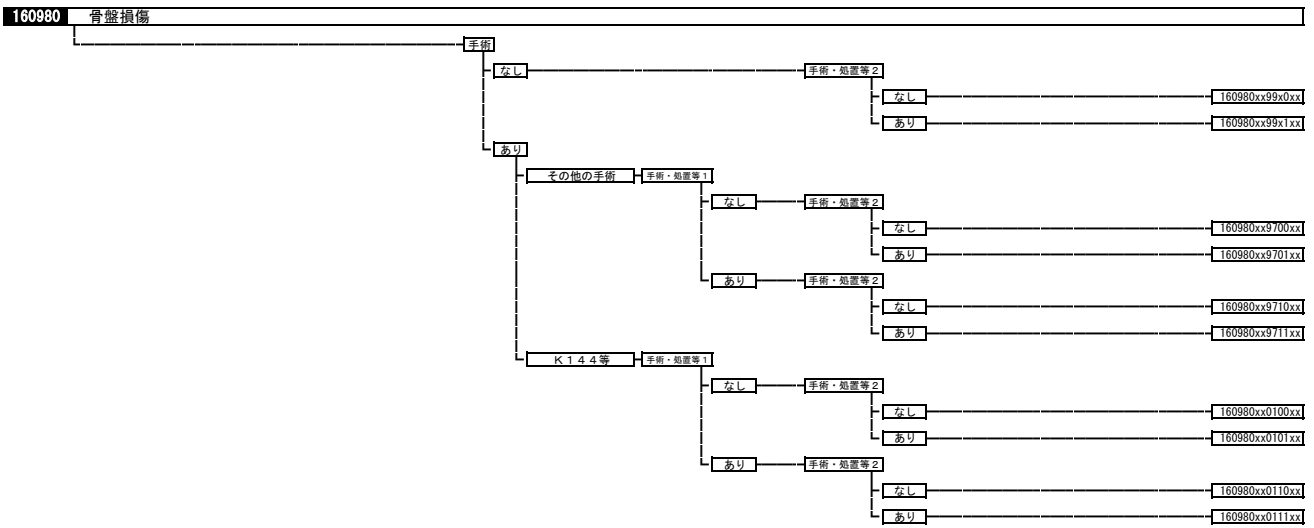 160980 骨盤損傷
手術
なし 手術・処置等２
なし 160980xx99x0xx
あり 160980xx99x1xx
あり
その他の手術 手術・処置等１
なし 手術・処置等２
なし 160980xx9700xx
あり 160980xx9701xx
あり 手術・処置等２
なし 160980xx9710xx
あり 160980xx9711xx
Ｋ１４４等 手術・処置等１
なし 手術・処置等２
なし 160980xx0100xx
あり 160980xx0101xx
あり 手術・処置等２
なし 160980xx0110xx
あり 160980xx0111xx